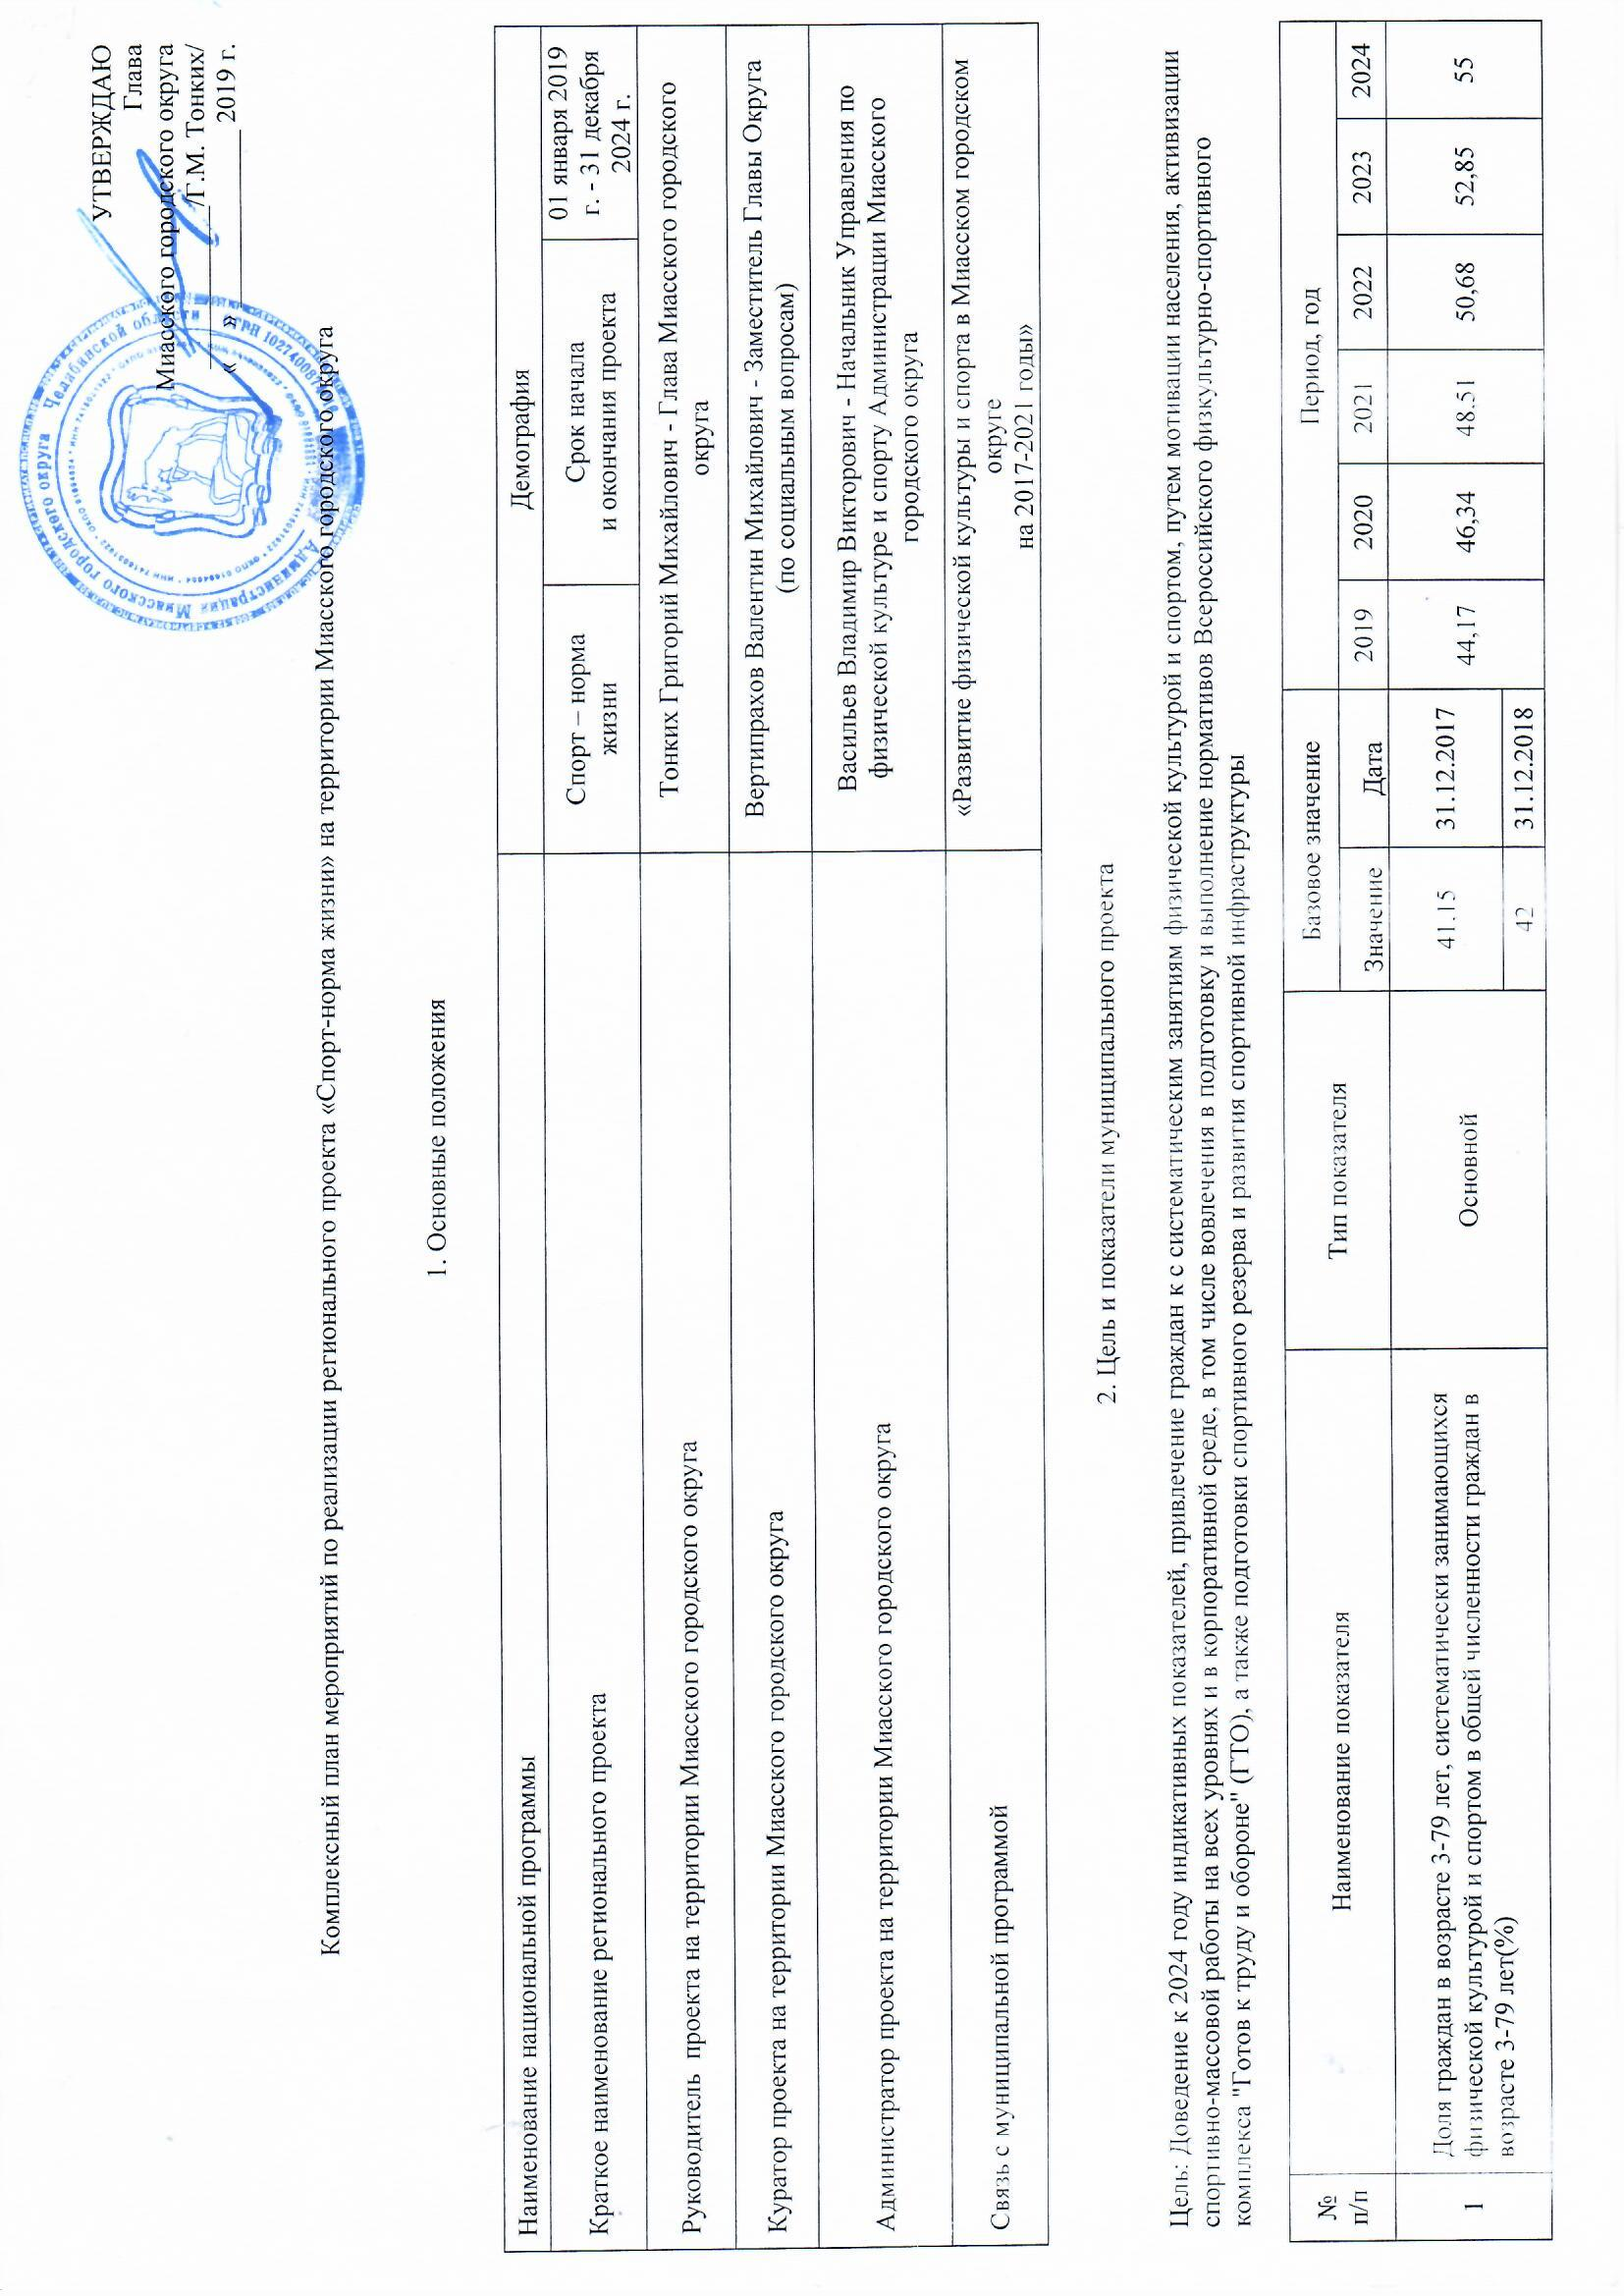 УТВЕРЖДАЮ
Глава
Миасского городского округа
/Г.М. Тонких/
« » 2019 г.
Администрация Миасского городского округа Челябинской области
Комплексный план мероприятий по реализации регионального проекта «Спорт-норма жизни» на территории Миасского городского округа
1. Основные положения
Наименование национальной программы
Демография
Краткое наименование регионального проекта
Спорт – норма
жизни
Срок начала
и окончания проекта
01 января 2019
г. - 31 декабря
2024 г.
Руководитель проекта на территории Миасского городского округа
Тонких Григорий Михайлович - Глава Миасского городского
округа
Куратор проекта на территории Миасского городского округа
Вертипрахов Валентин Михайлович - Заместитель Главы Округа
(по социальным вопросам)
Администратор проекта на территории Миасского городского округа
Васильев Владимир Викторович - Начальник Управления по
физической культуре и спорту Администрации Миасского
городского округа
Связь с муниципальной программой
«Развитие физической культуры и спорта в Миасском городском
округе
на 2017-2021 годы»
2. Цель и показатели муниципального проекта
Цель: Доведение к 2024 году индикативных показателей, привлечение граждан к с систематическим занятиям физической культурой и спортом, путем мотивации населения, активизации
спортивно-массовой работы на всех уровнях и в корпоративной среде, в том числе вовлечения в подготовку и выполнение нормативов Всероссийского физкультурно-спортивного
комплекса "Готов к труду и обороне" (ГТО), а также подготовки спортивного резерва и развития спортивной инфраструктуры
№
п/п
Наименование показателя
Тип показателя
Базовое значение
Период, год
Значение
Дата
2019
2020
2021
2022
2023
2024
1
Доля граждан в возрасте 3-79 лет, систематически занимающихся
физической культурой и спортом в общей численности граждан в
возрасте 3-79 лет(%)
Основной
41.15
31.12.2017
44,17
46,34
48.51
50,68
52,85
55
42
31.12.2018